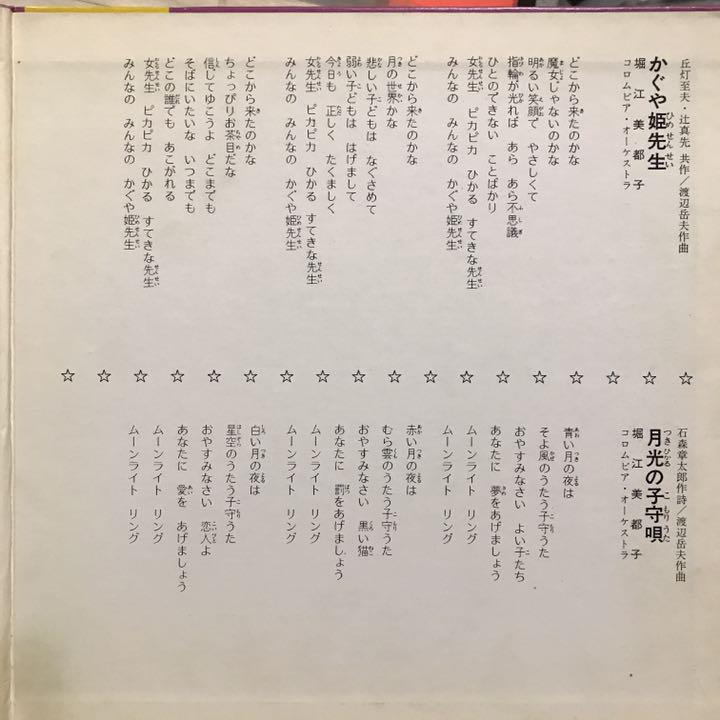 丘灯至夫・辻真先 共作／渡辺岳夫作曲
かぐや姫先生
堀江美都子
コロムビア・オーケストラ
どこから来たのかな
魔女じゃないのかな
明るい笑顔で やさしくて
指輪が光れば あら あら不思議
ひとのできない ことばかり
女先生 ピカピカ ひかる すてきな先生
みんなの みんなの かぐや姫先生
どこから来たのかな
月の世界かな
悲しい子どもは なぐさめて
弱い子どもは はげまして
今日も 正しく たくましく
女先生 ピカピカ ひかる すてきな先生
みんなの みんなの かぐや姫先生
どこから来たのかな
ちょっぴりお茶目だな
信じてゆこうよ どこまでも
そばにいたいな いつまでも
どこの誰でも あこがれる
女先生 ピカピカ ひかる すてきな先生
みんなの みんなの かぐや姫先生
☆ ☆ ☆ ☆ ☆ ☆ ☆ ☆ ☆ ☆ ☆ ☆ ☆ ☆ ☆ ☆ ☆ ☆
石森章太郎作詩／渡辺岳夫作曲
月光の子守唄
堀江美都子
コロムビア・オーケストラ
青い月の夜は
そよ風のうたう子守うた
おやすみなさい よい子たち
あなたに 夢をあげましょう
ムーンライト リング
ムーンライト リング
赤い月の夜は
むら雲のうたう子守うた
おやすみなさい 黒い猫
あなたに 罰をあげましょう
ムーンライト リング
ムーンライト リング
白い月の夜は
星空のうたう子守うた
おやすみなさい 恋人よ
あなたに 愛を あげましょう
ムーンライト リング
ムーンライト リング